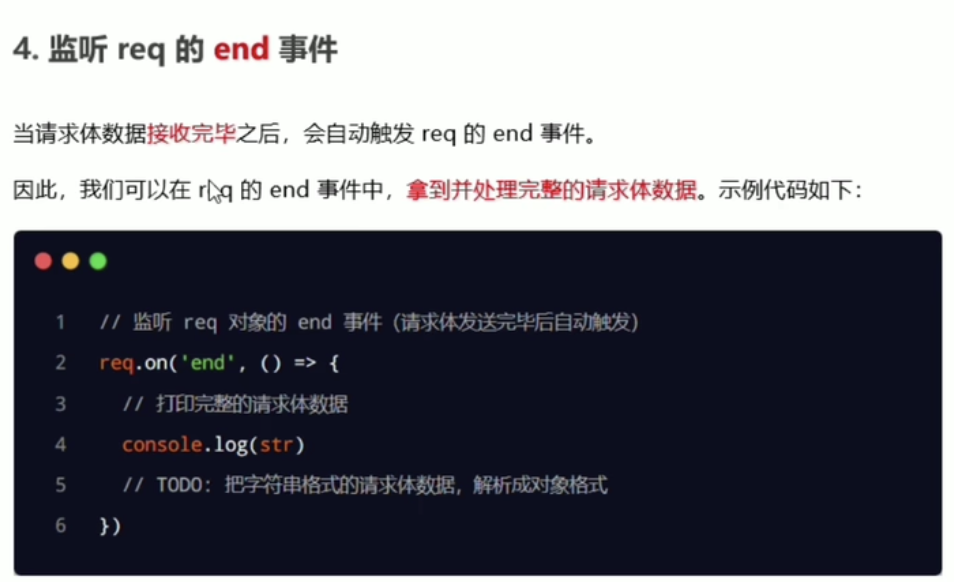 4. 监听 req 的 end 事件
当请求体数据接收完毕之后，会自动触发 req 的 end 事件。
因此，我们可以在 req 的 end 事件中，拿到并处理完整的请求体数据。示例代码如下：
1 // 监听 req 对象的 end 事件（请求体发送完毕后自动触发）
2 req.on('end', () => {
3 // 打印完整的请求体数据
4 console.log(str)
5 // TODO: 把字符串格式的请求体数据，解析成对象格式
6 })